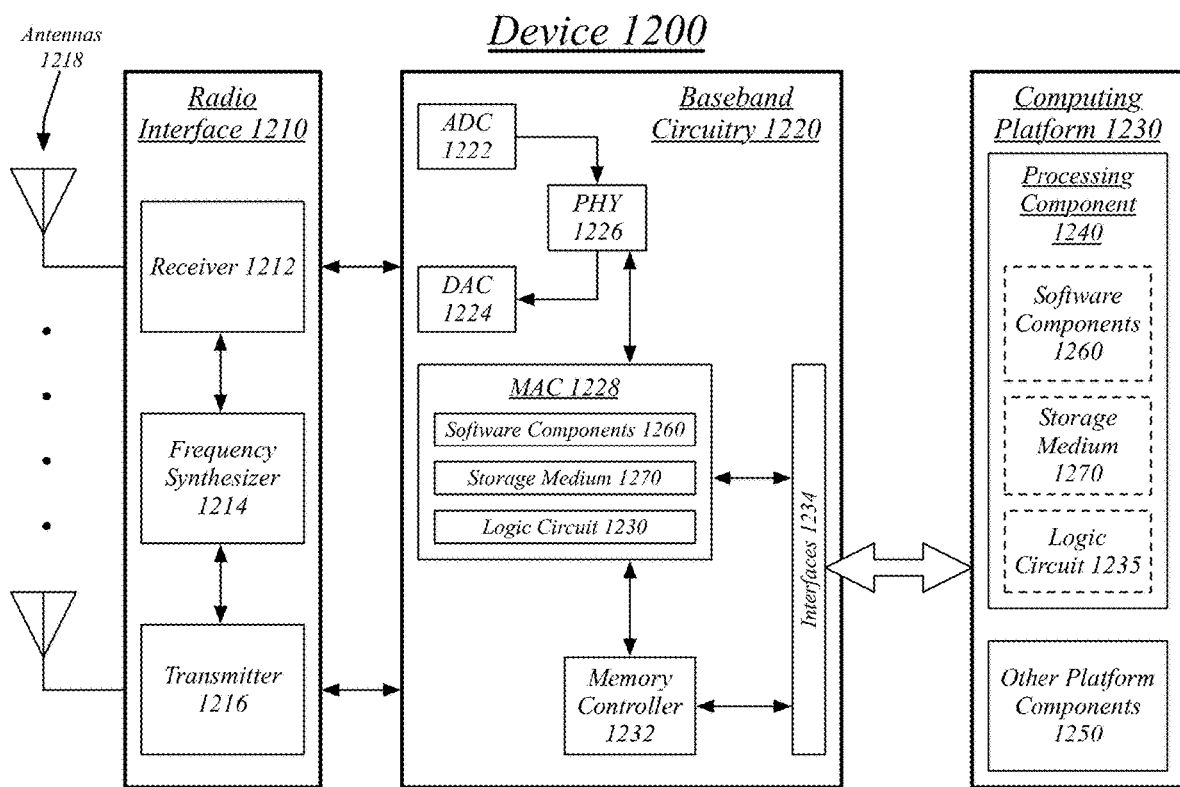 Device 1200
Antennas
1218
Radio
Interface 1210
Receiver 1212
Frequency
Synthesizer
1214
Transmitter
1216
Baseband
Circuitry 1220
ADC
1222
PHY
1226
DAC
1224
MAC 1228
Software Components 1260
Storage Medium 1270
Logic Circuit 1230
Interfaces 1234
Memory
Controller
1232
Computing
Platform 1230
Processing
Component
1240
Software
Components
1260
Storage
Medium
1270
Logic
Circuit 1235
Other Platform
Components
1250